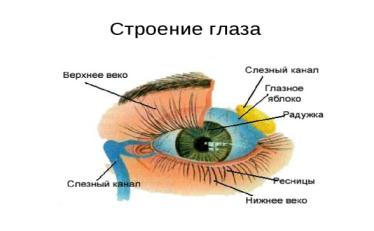 Строение глаза
Верхнее веко
Слезный канал
Глазное
яблоко
Радужка
Слезный канал
Ресницы
Нижнее веко